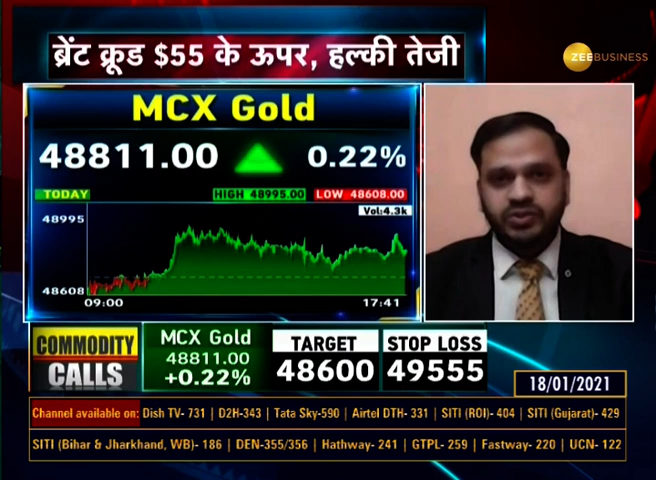 ब्रेंट क्रूड $55 के ऊपर, हल्की तेजी
ZEEBUSINESS
MCX Gold
48811.00 0.22%
TODAY HIGH 48995.00 LOW 48608.00
Vol:4.3k
48995
48608
09:00 17:41
COMMODITY CALLS
MCX Gold
48811.00
+0.22%
TARGET
48600
STOP LOSS
49555
18/01/2021
Channel available on: Dish TV- 731 | D2H-343 | Tata Sky-590 | Airtel DTH- 331 | SITI (ROI)- 404 | SITI (Gujarat)- 429
SITI (Bihar & Jharkhand, WB)- 186 | DEN-355/356 | Hathway- 241 | GTPL- 259 | Fastway- 220 | UCN- 122